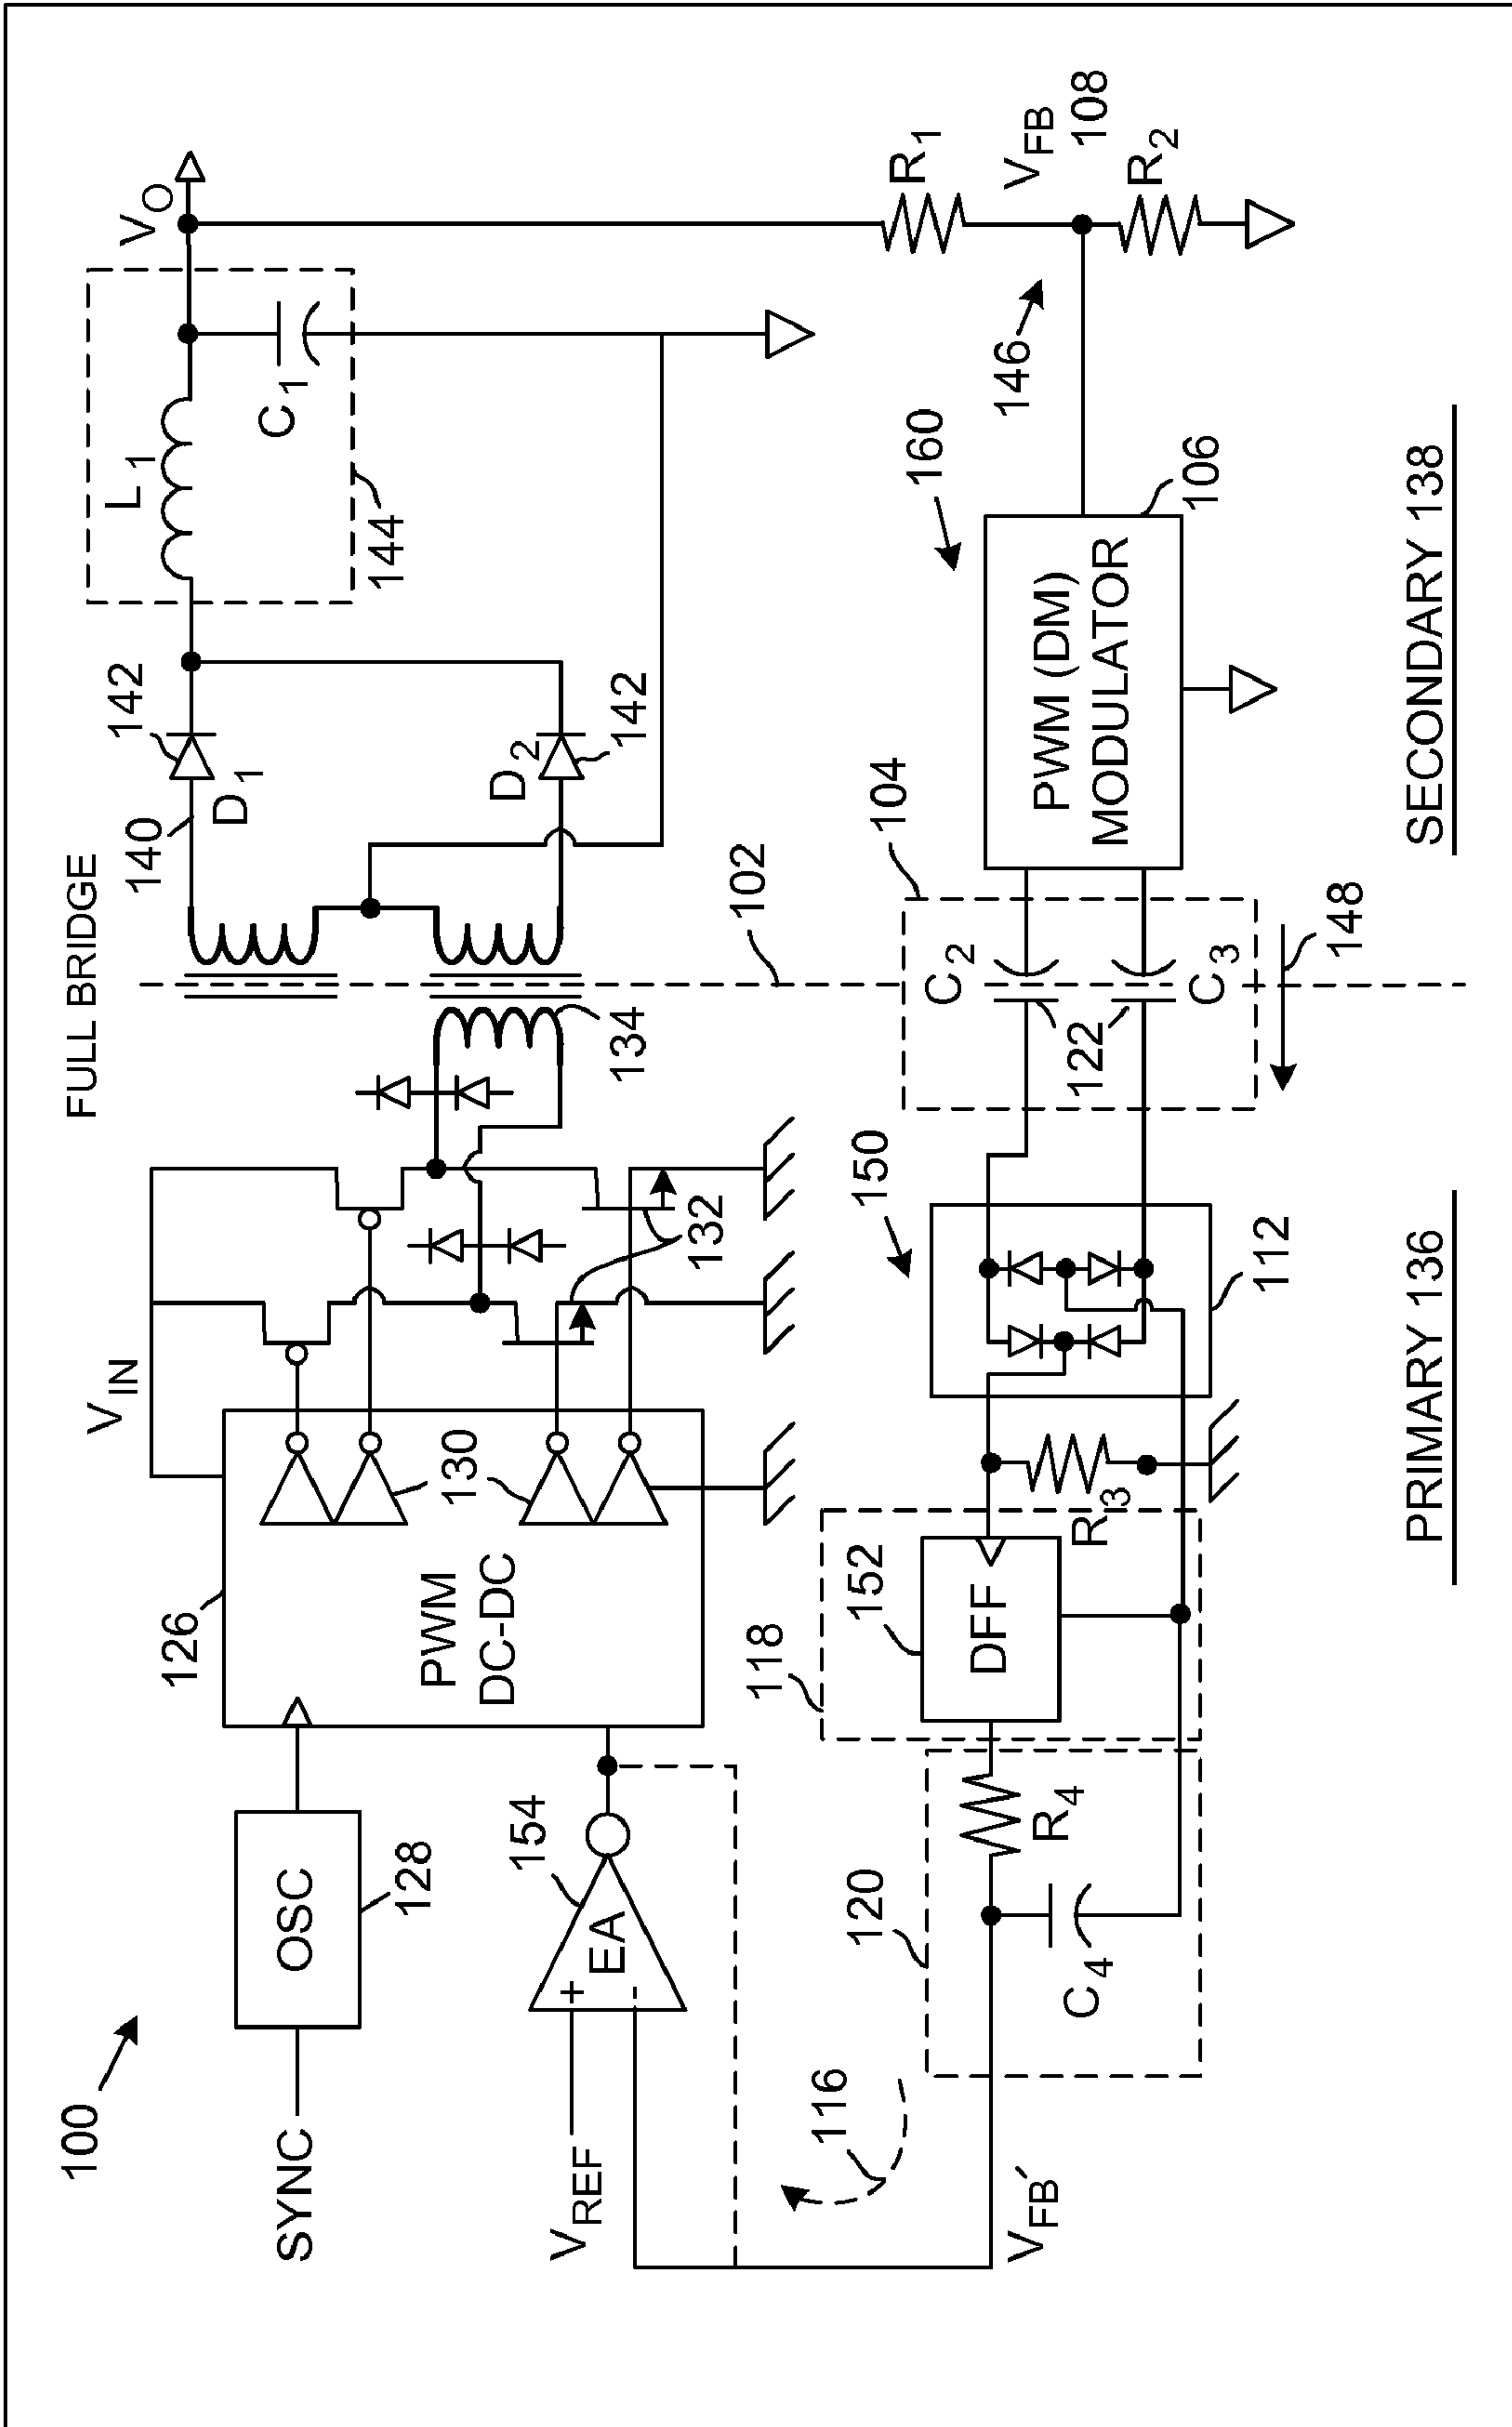 100
FULL BRIDGE
SYNC
OSC
128
126
PWM
DC-DC
130
V_IN
132
134
140
142
D_1
D_2
142
L_1
C_1
144
V_O
V_REF
+
-
EA
154
102
116
V_FB′
120
R_4
C_4
118
152
DFF
R_3
150
112
104
C_2
122
C_3
148
160
PWM (DM)
MODULATOR
106
146
R_1
V_FB
108
R_2
PRIMARY 136
SECONDARY 138